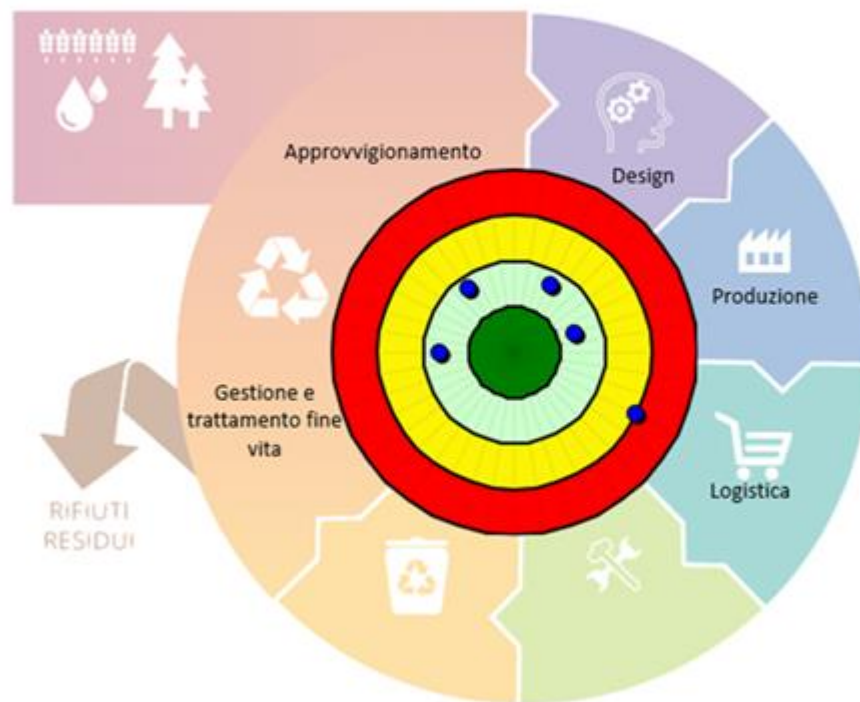 Approvvigionamento
Design
Produzione
Gestione e
trattamento fine
vita
Logistica
RIFIUTI
RESIDUI